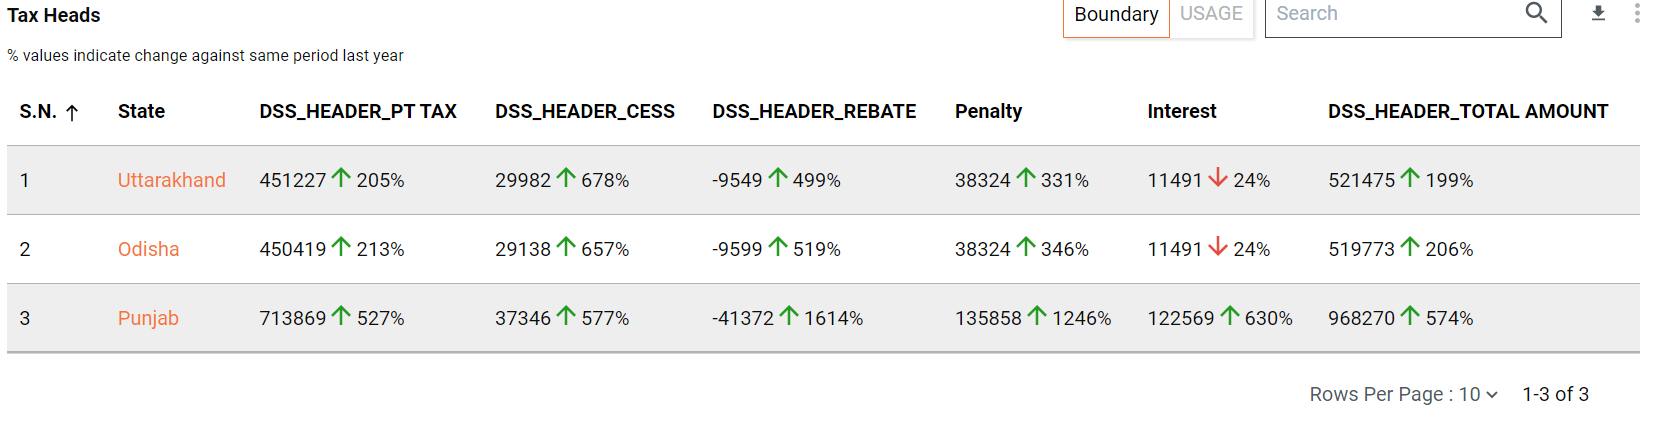 Tax Heads Boundary USAGE Search
% values indicate change against same period last year
S.N. ↑ State DSS_HEADER_PT TAX DSS_HEADER_CESS DSS_HEADER_REBATE Penalty Interest DSS_HEADER_TOTAL AMOUNT
1 Uttarakhand 451227 ↑ 205% 29982 ↑ 678% -9549 ↑ 499% 38324 ↑ 331% 11491 ↓ 24% 521475 ↑ 199%
2 Odisha 450419 ↑ 213% 29138 ↑ 657% -9599 ↑ 519% 38324 ↑ 346% 11491 ↓ 24% 519773 ↑ 206%
3 Punjab 713869 ↑ 527% 37346 ↑ 577% -41372 ↑ 1614% 135858 ↑ 1246% 122569 ↑ 630% 968270 ↑ 574%
Rows Per Page : 10 1-3 of 3